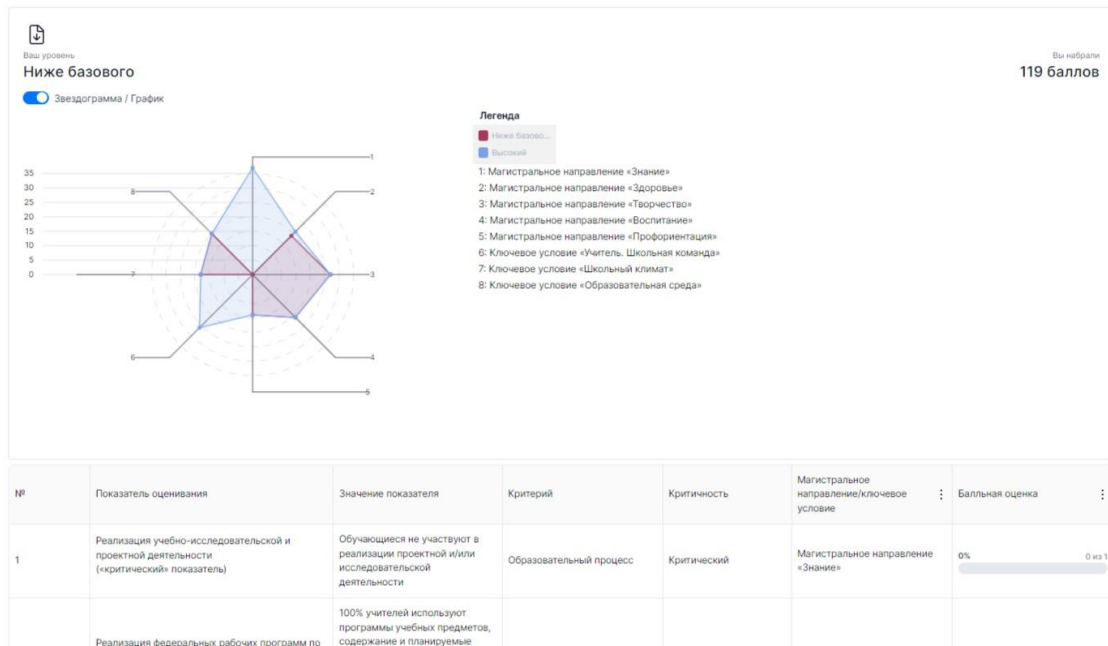 Ваш уровень
Ниже базового
Вы набрали
119 баллов
Звездограмма / График
Легенда
Ниже базово...
Высокий
1: Магистральное направление «Знание»
2: Магистральное направление «Здоровье»
3: Магистральное направление «Творчество»
4: Магистральное направление «Воспитание»
5: Магистральное направление «Профориентация»
6: Ключевое условие «Учитель. Школьная команда»
7: Ключевое условие «Школьный климат»
8: Ключевое условие «Образовательная среда»
35
30
25
20
15
10
5
0
1
2
3
4
5
6
7
8
№
Показатель оценивания
Значение показателя
Критерий
Критичность
Магистральное
направление/ключевое
условие
Балльная оценка
1
Реализация учебно-исследовательской и
проектной деятельности
(«критический» показатель)
Обучающиеся не участвуют в
реализации проектной и/или
исследовательской
деятельности
Образовательный процесс
Критический
Магистральное направление
«Знание»
0%
0 из 1
Реализация федеральных рабочих программ по
100% учителей используют
программы учебных предметов,
содержание и планируемые